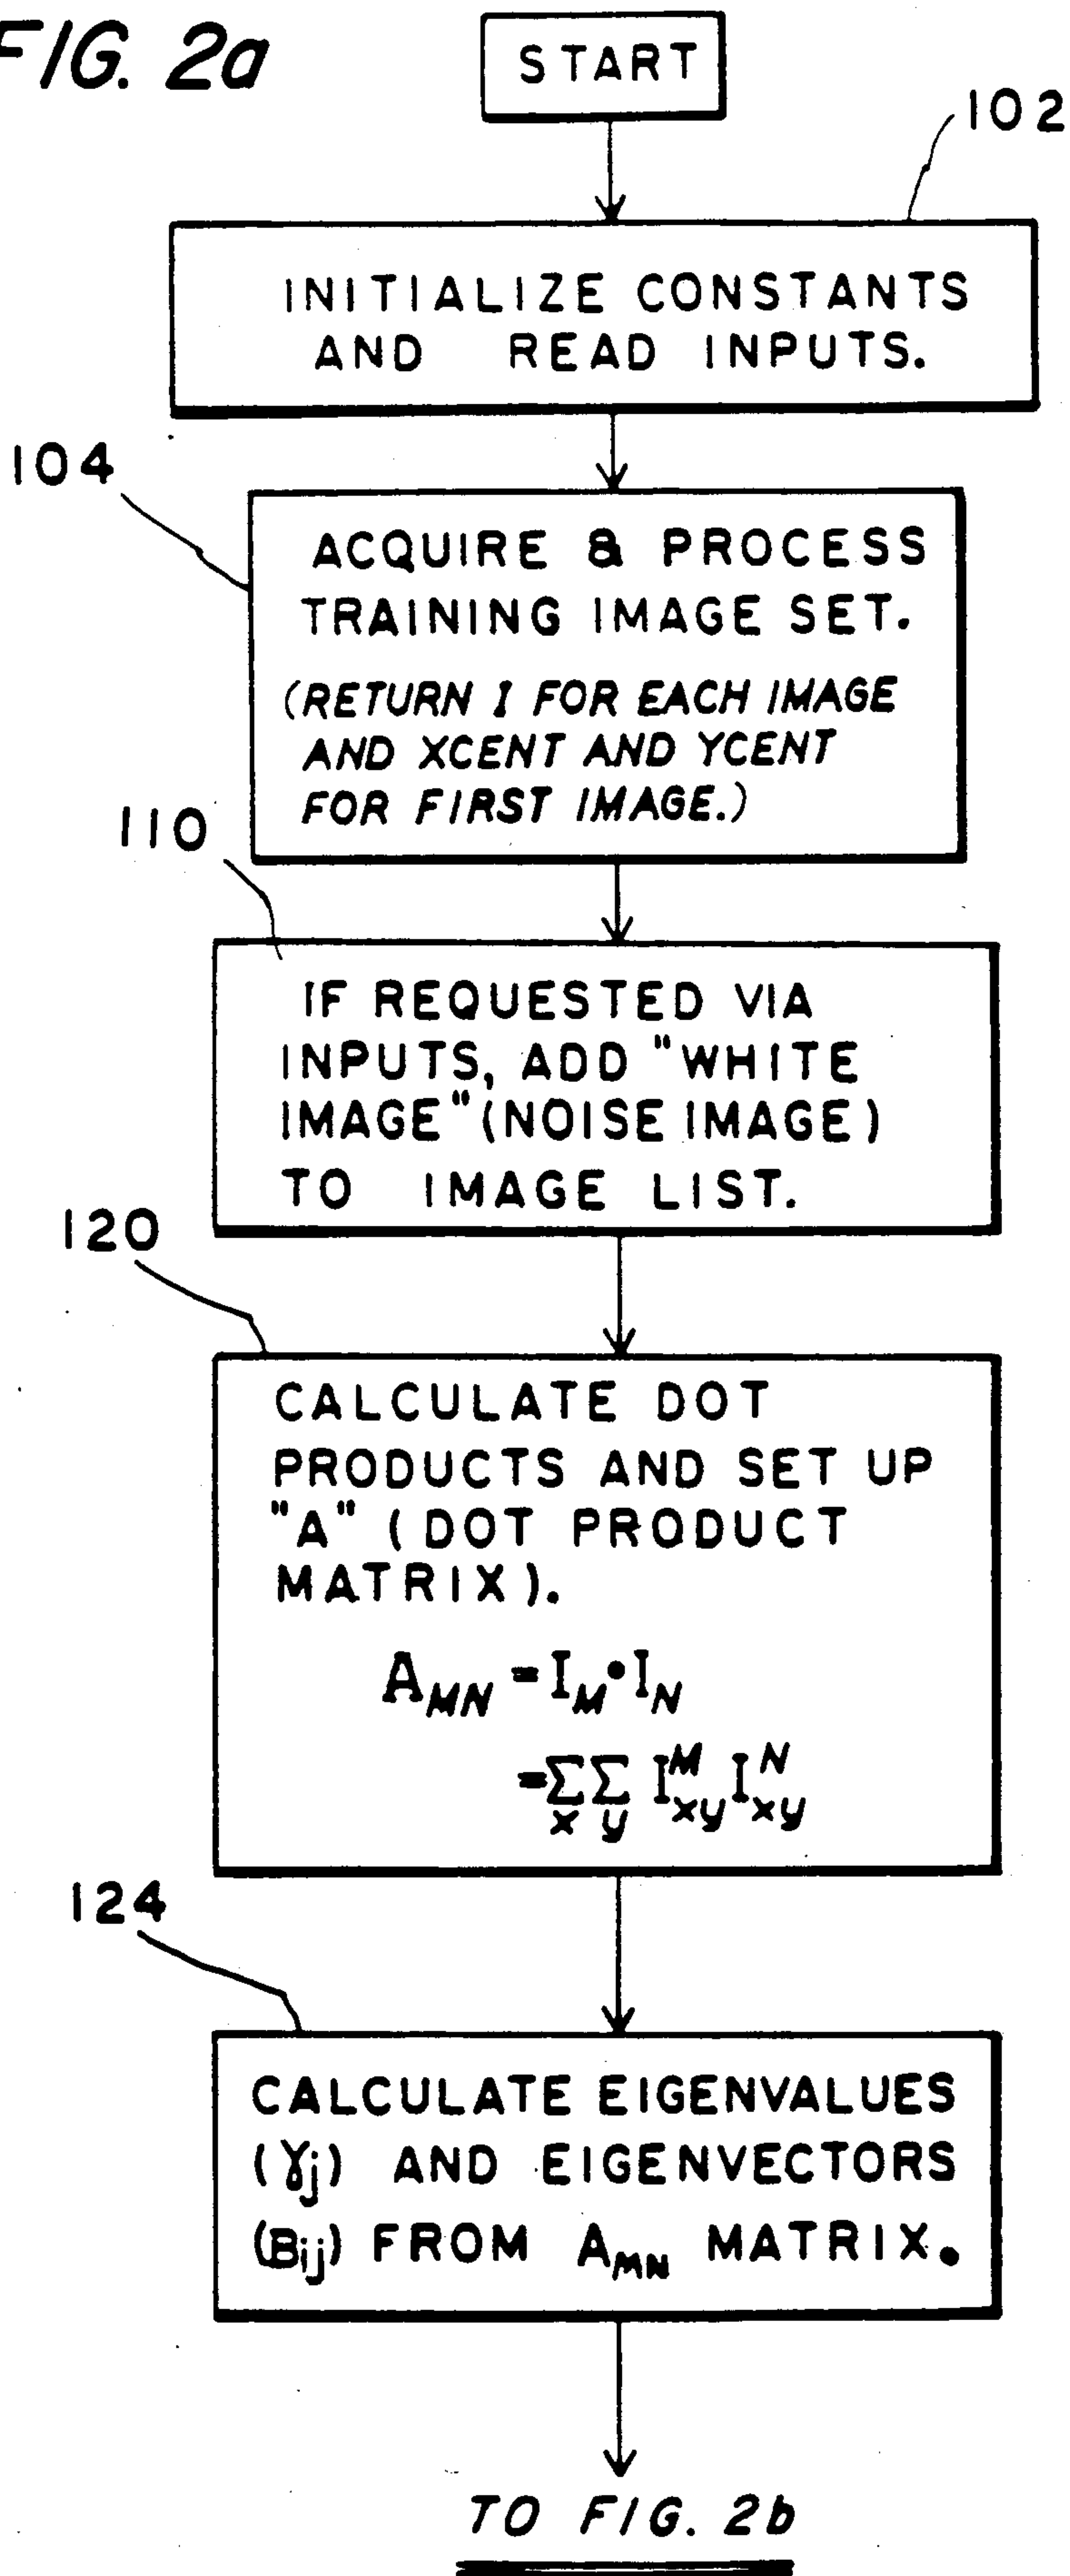 FIG. 2a
START
102
INITIALIZE CONSTANTS
AND READ INPUTS.
104
ACQUIRE & PROCESS
TRAINING IMAGE SET.
(RETURN I FOR EACH IMAGE
AND XCENT AND YCENT
FOR FIRST IMAGE.)
110
IF REQUESTED VIA
INPUTS, ADD "WHITE
IMAGE" (NOISE IMAGE)
TO IMAGE LIST.
120
CALCULATE DOT
PRODUCTS AND SET UP
"A" (DOT PRODUCT
MATRIX).
A_MN = I_M • I_N
= Σ_x Σ_y I^M_xy I^N_xy
124
CALCULATE EIGENVALUES
(γj) AND EIGENVECTORS
(Bij) FROM A_MN MATRIX.
TO FIG. 2b